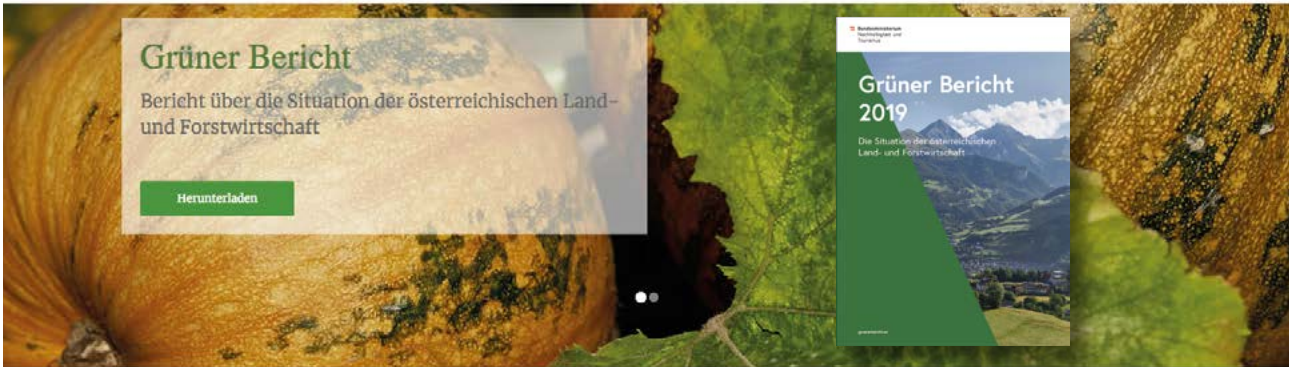 Grüner Bericht
Bericht über die Situation der österreichischen Land-
und Forstwirtschaft
Herunterladen
Bundesministerium
Nachhaltigkeit und
Tourismus
Grüner Bericht
2019
Die Situation der österreichischen
Land- und Forstwirtschaft